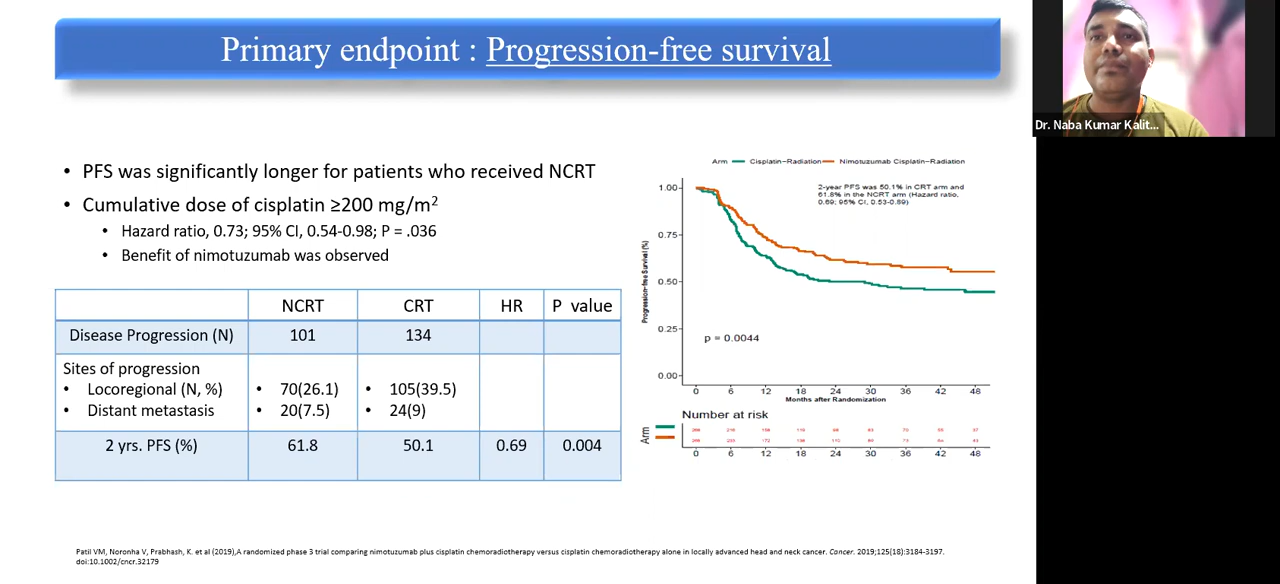 Primary endpoint : Progression-free survival
Dr. Naba Kumar Kalit...
• PFS was significantly longer for patients who received NCRT
• Cumulative dose of cisplatin ≥200 mg/m²
• Hazard ratio, 0.73; 95% CI, 0.54-0.98; P = .036
• Benefit of nimotuzumab was observed
NCRT CRT HR P value
Disease Progression (N) 101 134
Sites of progression
• Locoregional (N, %) • 70(26.1) • 105(39.5)
• Distant metastasis • 20(7.5) • 24(9)
2 yrs. PFS (%) 61.8 50.1 0.69 0.004
Arm Cisplatin-Radiation Nimotuzumab Cisplatin-Radiation
2-year PFS was 50.1% in CRT arm and
61.8% in the NCRT arm (Hazard ratio,
0.69; 95% CI, 0.53-0.89)
Progression-free Survival (%)
1.00
0.75
0.50
0.25
0.00
p = 0.0044
0 6 12 18 24 30 36 42 48
Months after Randomization
Number at risk
Arm
0 6 12 18 24 30 36 42 48
Patil VM, Noronha V, Prabhash, K. et al (2019),A randomized phase 3 trial comparing nimotuzumab plus cisplatin chemoradiotherapy versus cisplatin chemoradiotherapy alone in locally advanced head and neck cancer. Cancer. 2019;125(18):3184-3197.
doi:10.1002/cncr.32179